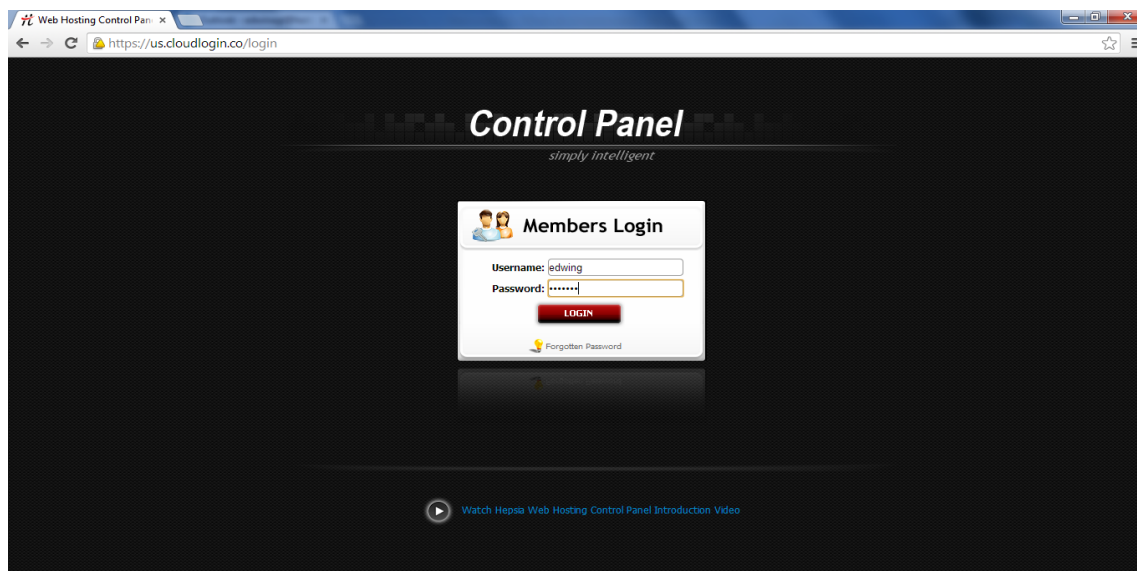 Web Hosting Control Pan
https://us.cloudlogin.co/login
Control Panel
simply intelligent
Members Login
Username: edwing
Password: •••••••
LOGIN
Forgotten Password
Watch Hepsia Web Hosting Control Panel Introduction Video